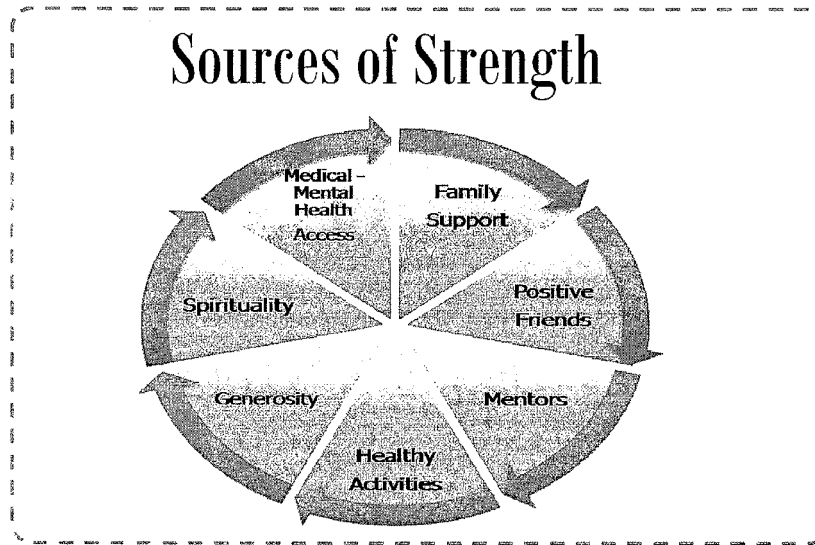 Sources of Strength
Medical –
Mental
Health
Access
Family
Support
Positive
Friends
Mentors
Healthy
Activities
Generosity
Spirituality